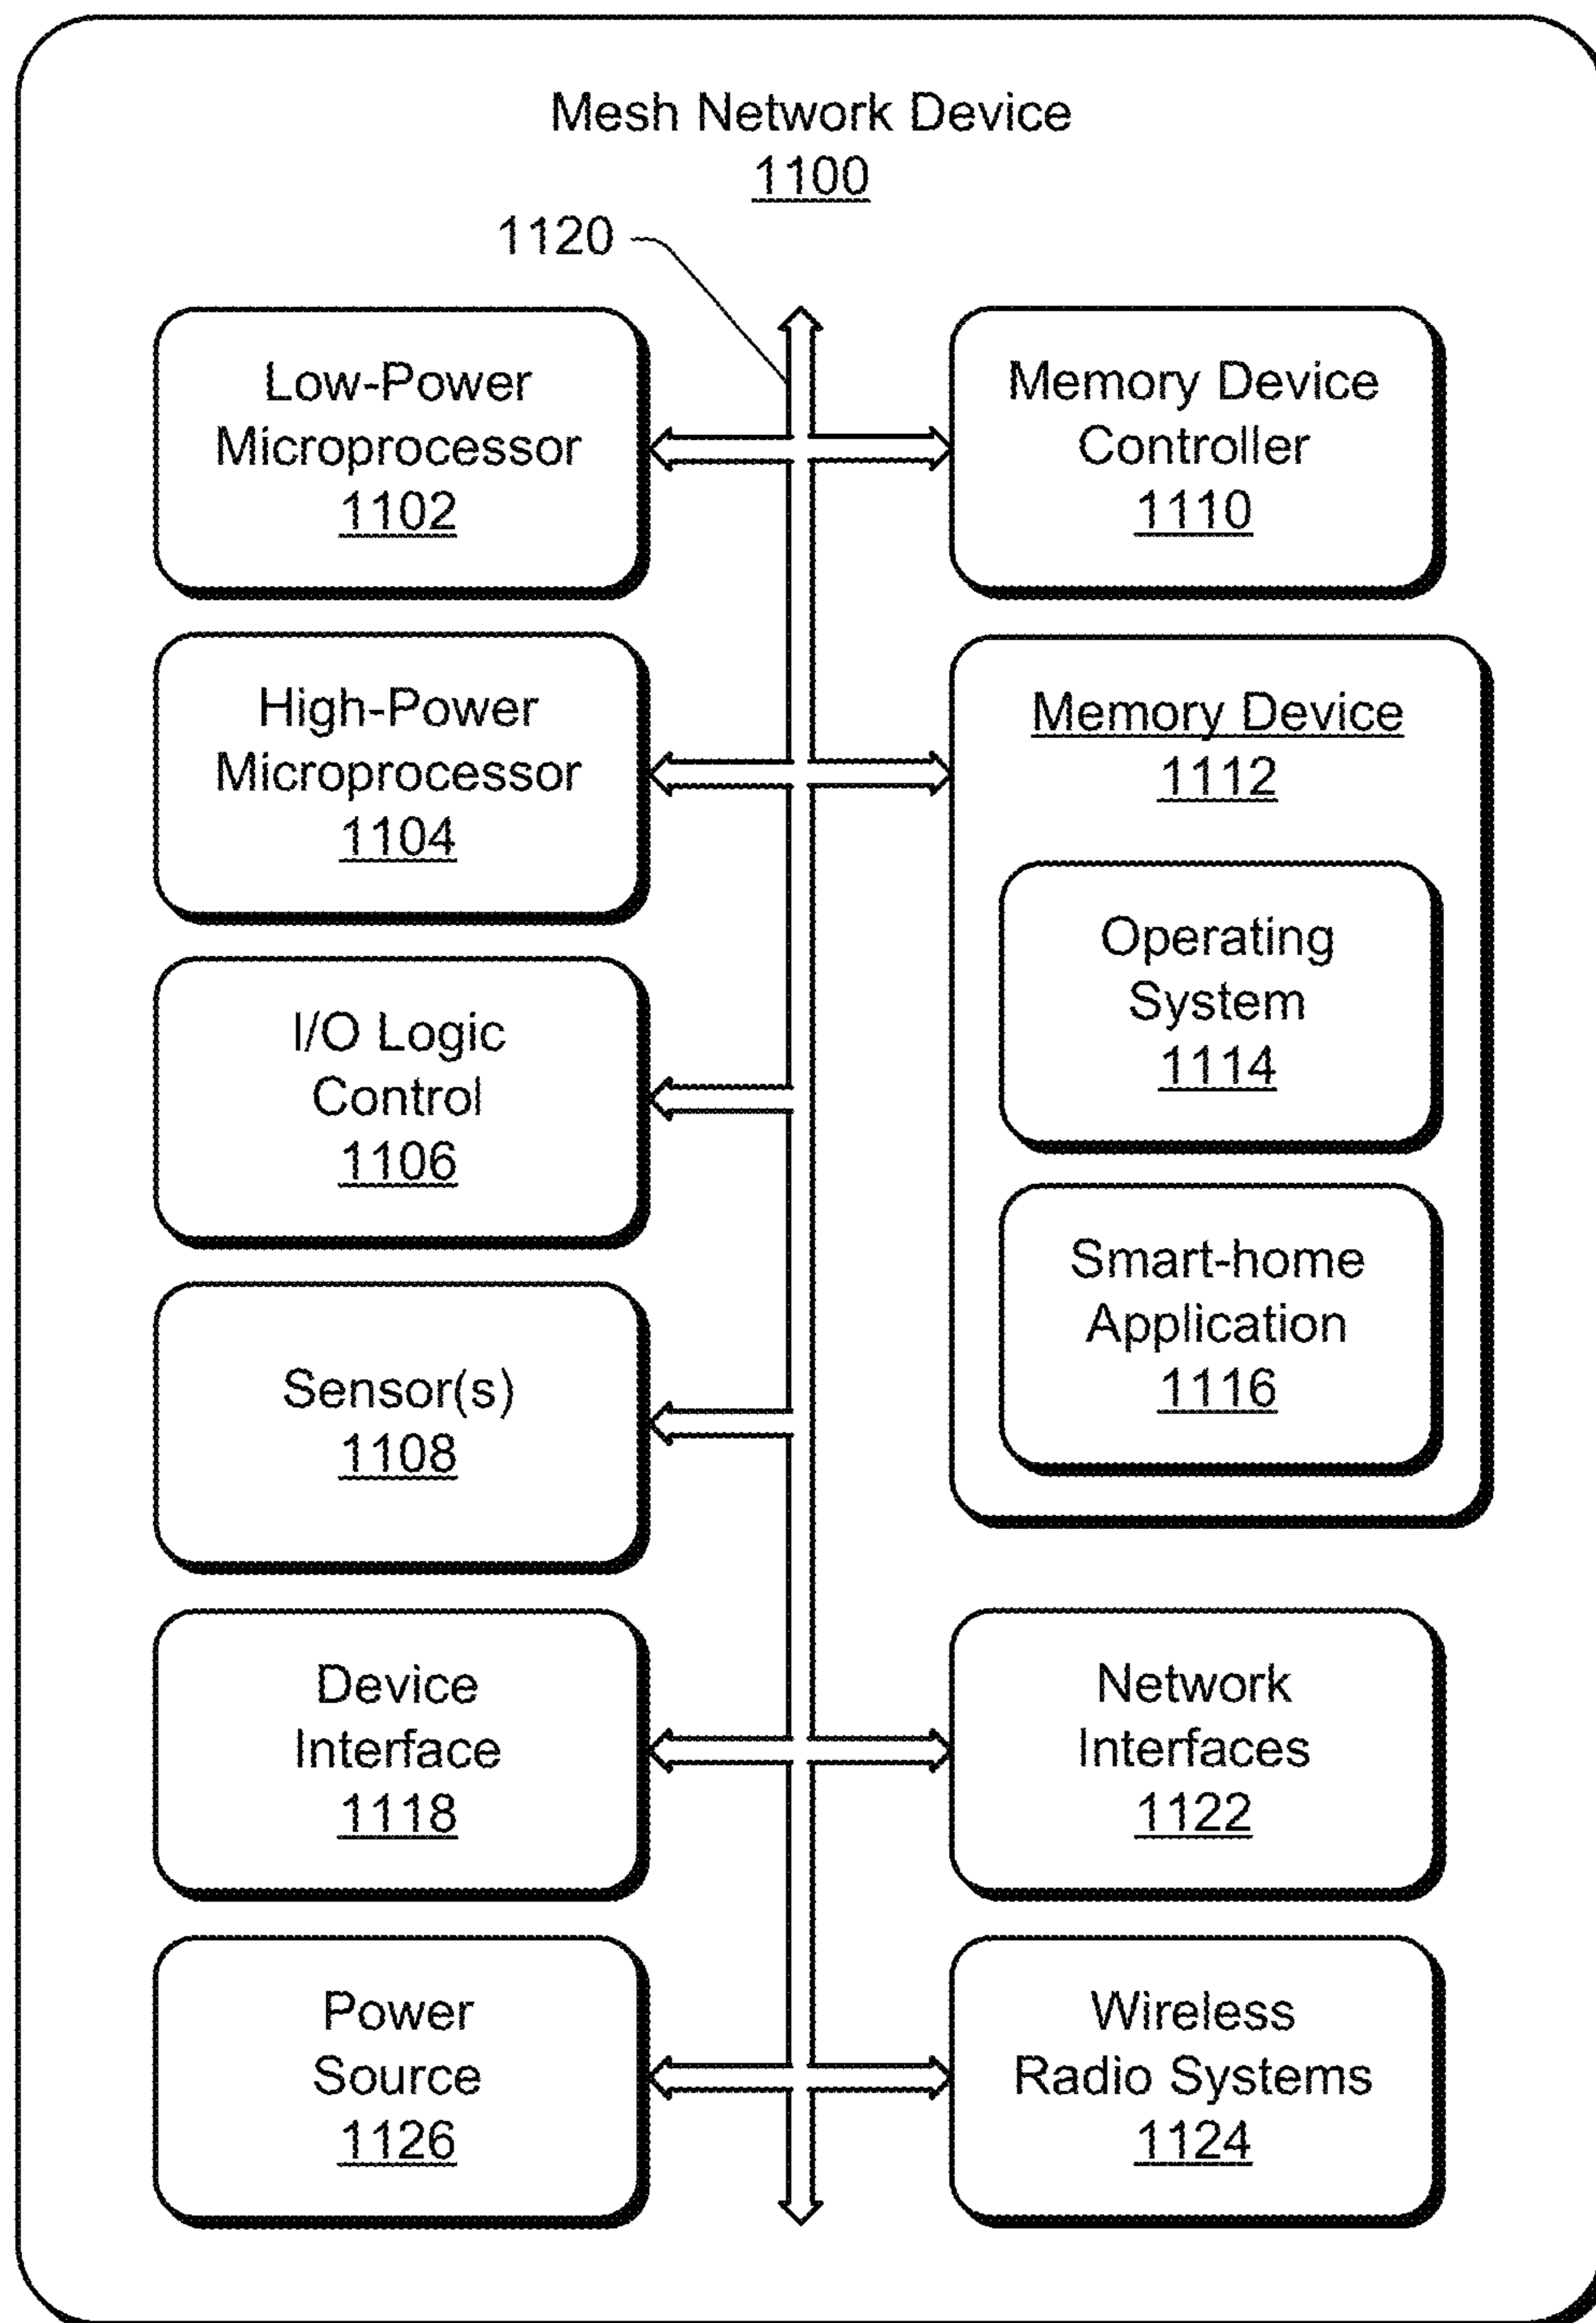 Mesh Network Device
1100
1120
Low-Power
Microprocessor
1102
High-Power
Microprocessor
1104
I/O Logic
Control
1106
Sensor(s)
1108
Device
Interface
1118
Power
Source
1126
Memory Device
Controller
1110
Memory Device
1112
Operating
System
1114
Smart-home
Application
1116
Network
Interfaces
1122
Wireless
Radio Systems
1124